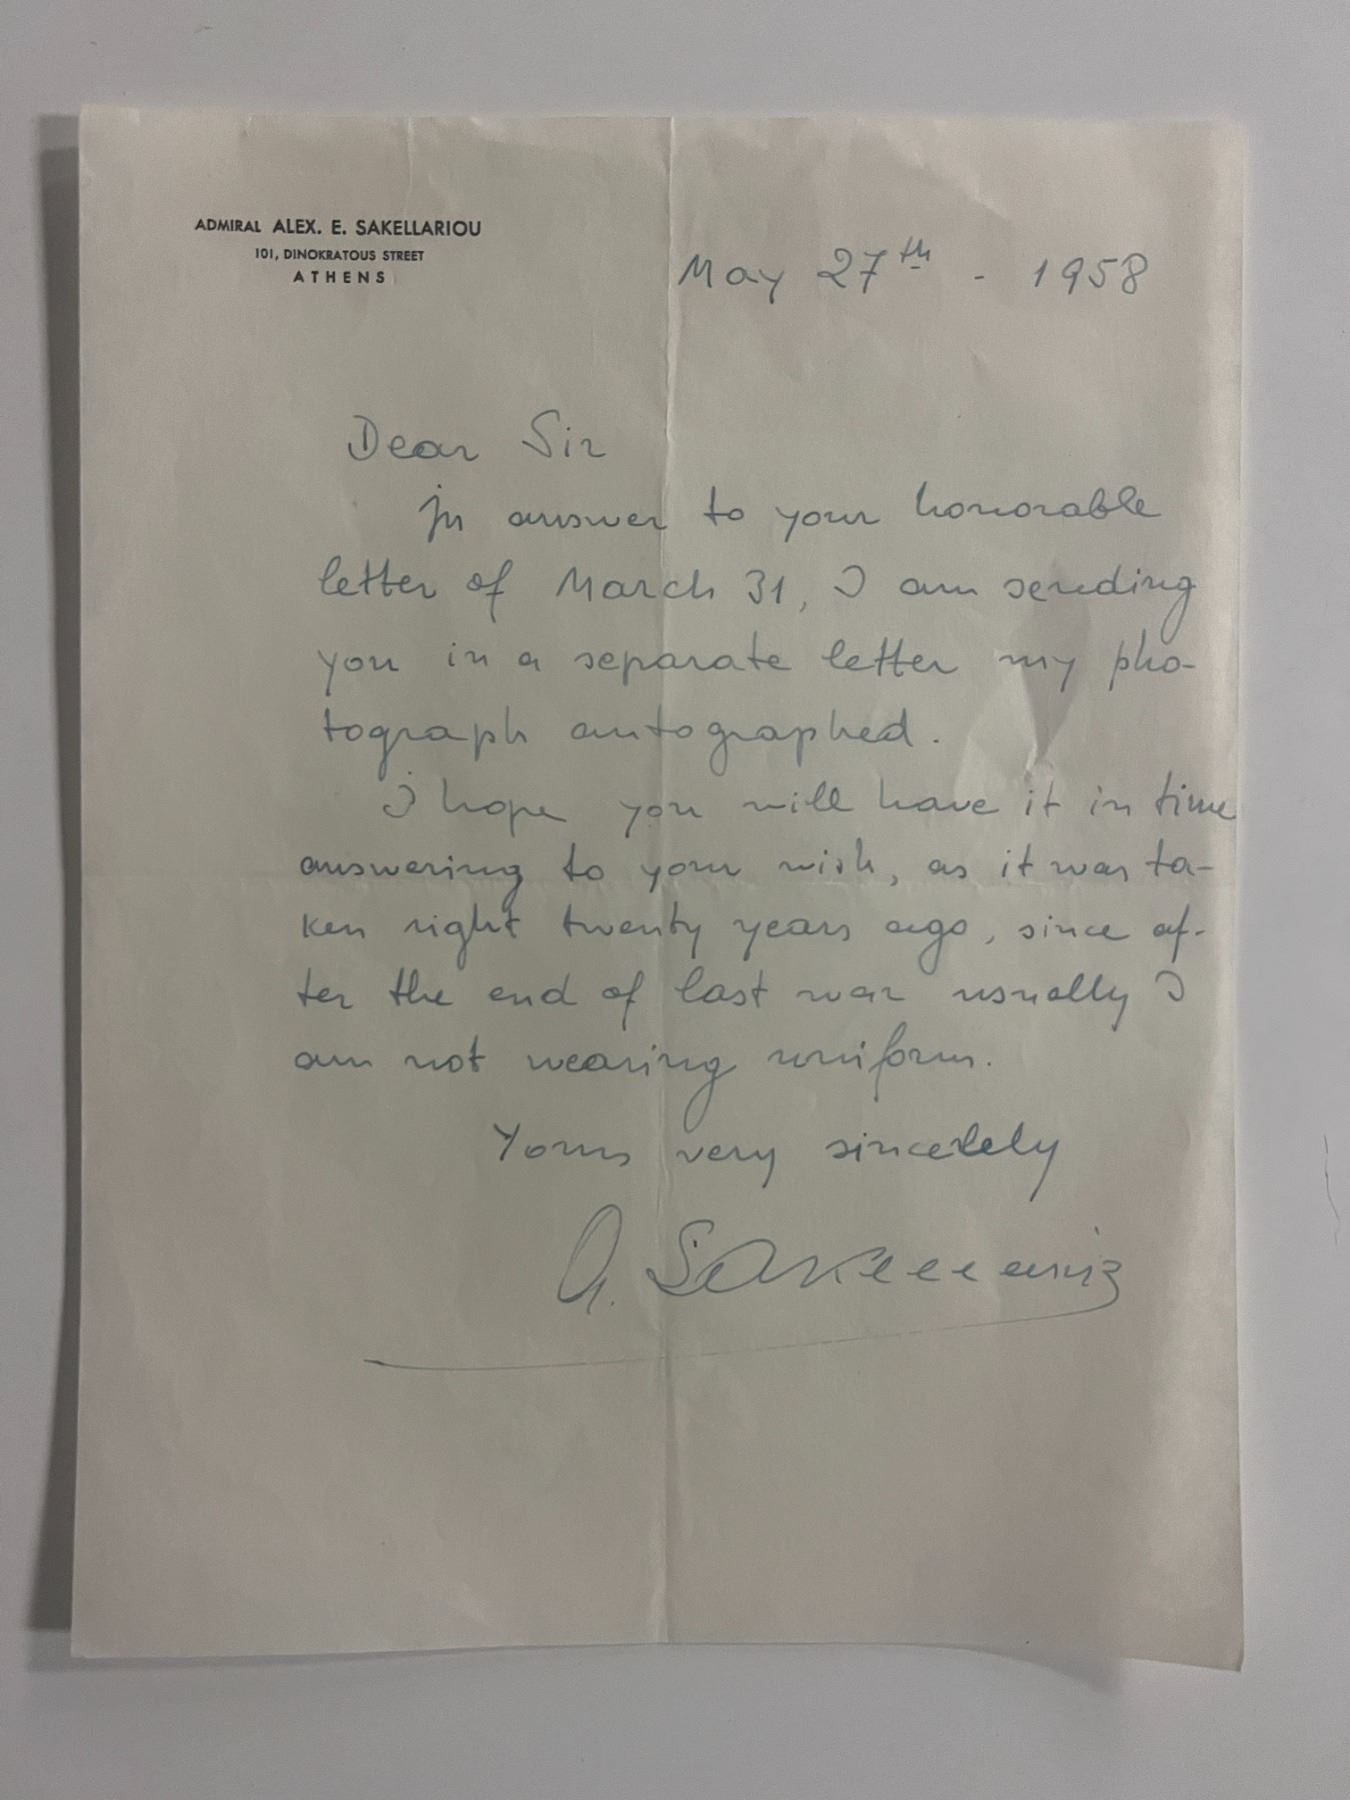 ADMIRAL ALEX. E. SAKELLARIOU
101, DINOKRATOUS STREET
ATHENS
May 27th - 1958
Dear Sir
In answer to your honorable
letter of March 31, I am sending
you in a separate letter my pho-
tograph autographed.
I hope you will have it in time
answering to your wish, as it was ta-
ken right twenty years ago, since af-
ter the end of last war usually I
am not wearing uniform.
Yours very sincerely
A. Sakellariou